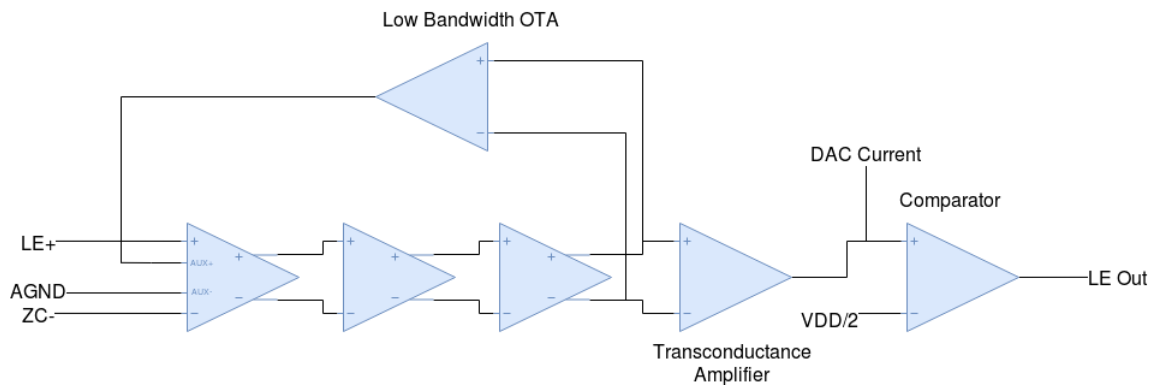 Low Bandwidth OTA
+
−
DAC Current
Comparator
LE+
+
AUX+
AGND
AUX-
ZC-
−
+
−
+
+
−
−
+
−
+
−
+
−
VDD/2
LE Out
Transconductance
Amplifier